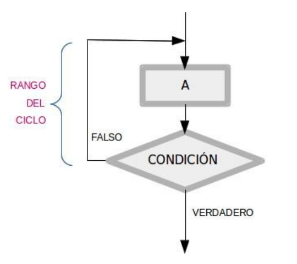 RANGO
DEL
CICLO
A
FALSO
CONDICIÓN
VERDADERO